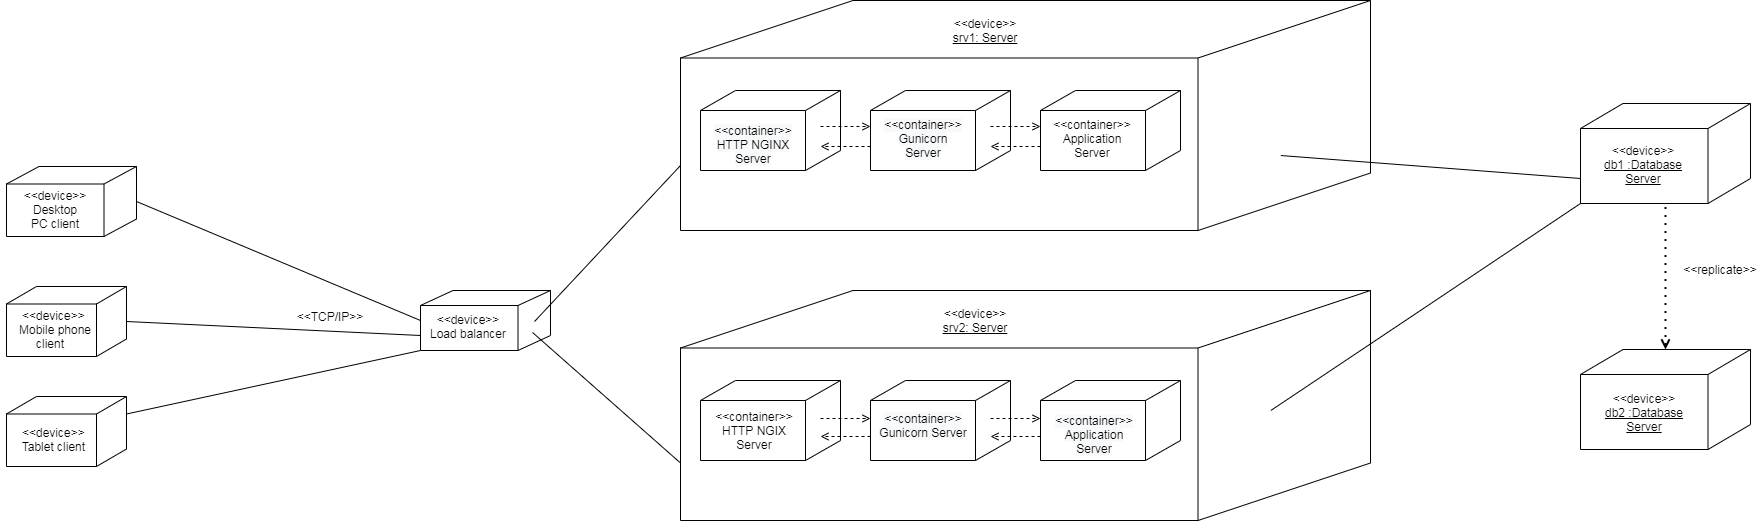 <<device>>
Desktop
PC client
<<device>>
Mobile phone
client
<<device>>
Tablet client
<<TCP/IP>>
<<device>>
Load balancer
<<device>>
srv1: Server
<<container>>
HTTP NGINX
Server
<<container>>
Gunicorn
Server
<<container>>
Application
Server
<<device>>
srv2: Server
<<container>>
HTTP NGIX
Server
<<container>>
Gunicorn Server
<<container>>
Application
Server
<<device>>
db1 :Database
Server
<<replicate>>
<<device>>
db2 :Database
Server